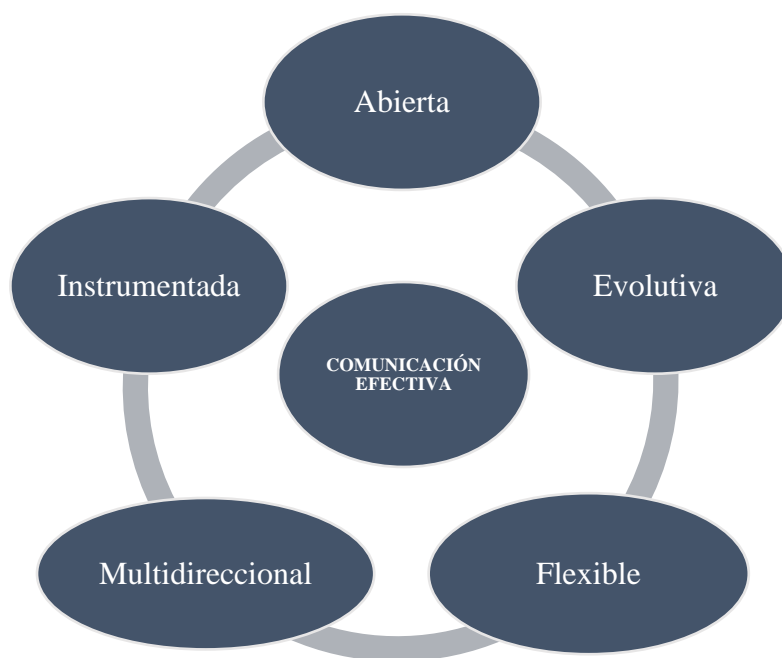 Abierta
Instrumentada
Evolutiva
COMUNICACIÓN
EFECTIVA
Multidireccional
Flexible